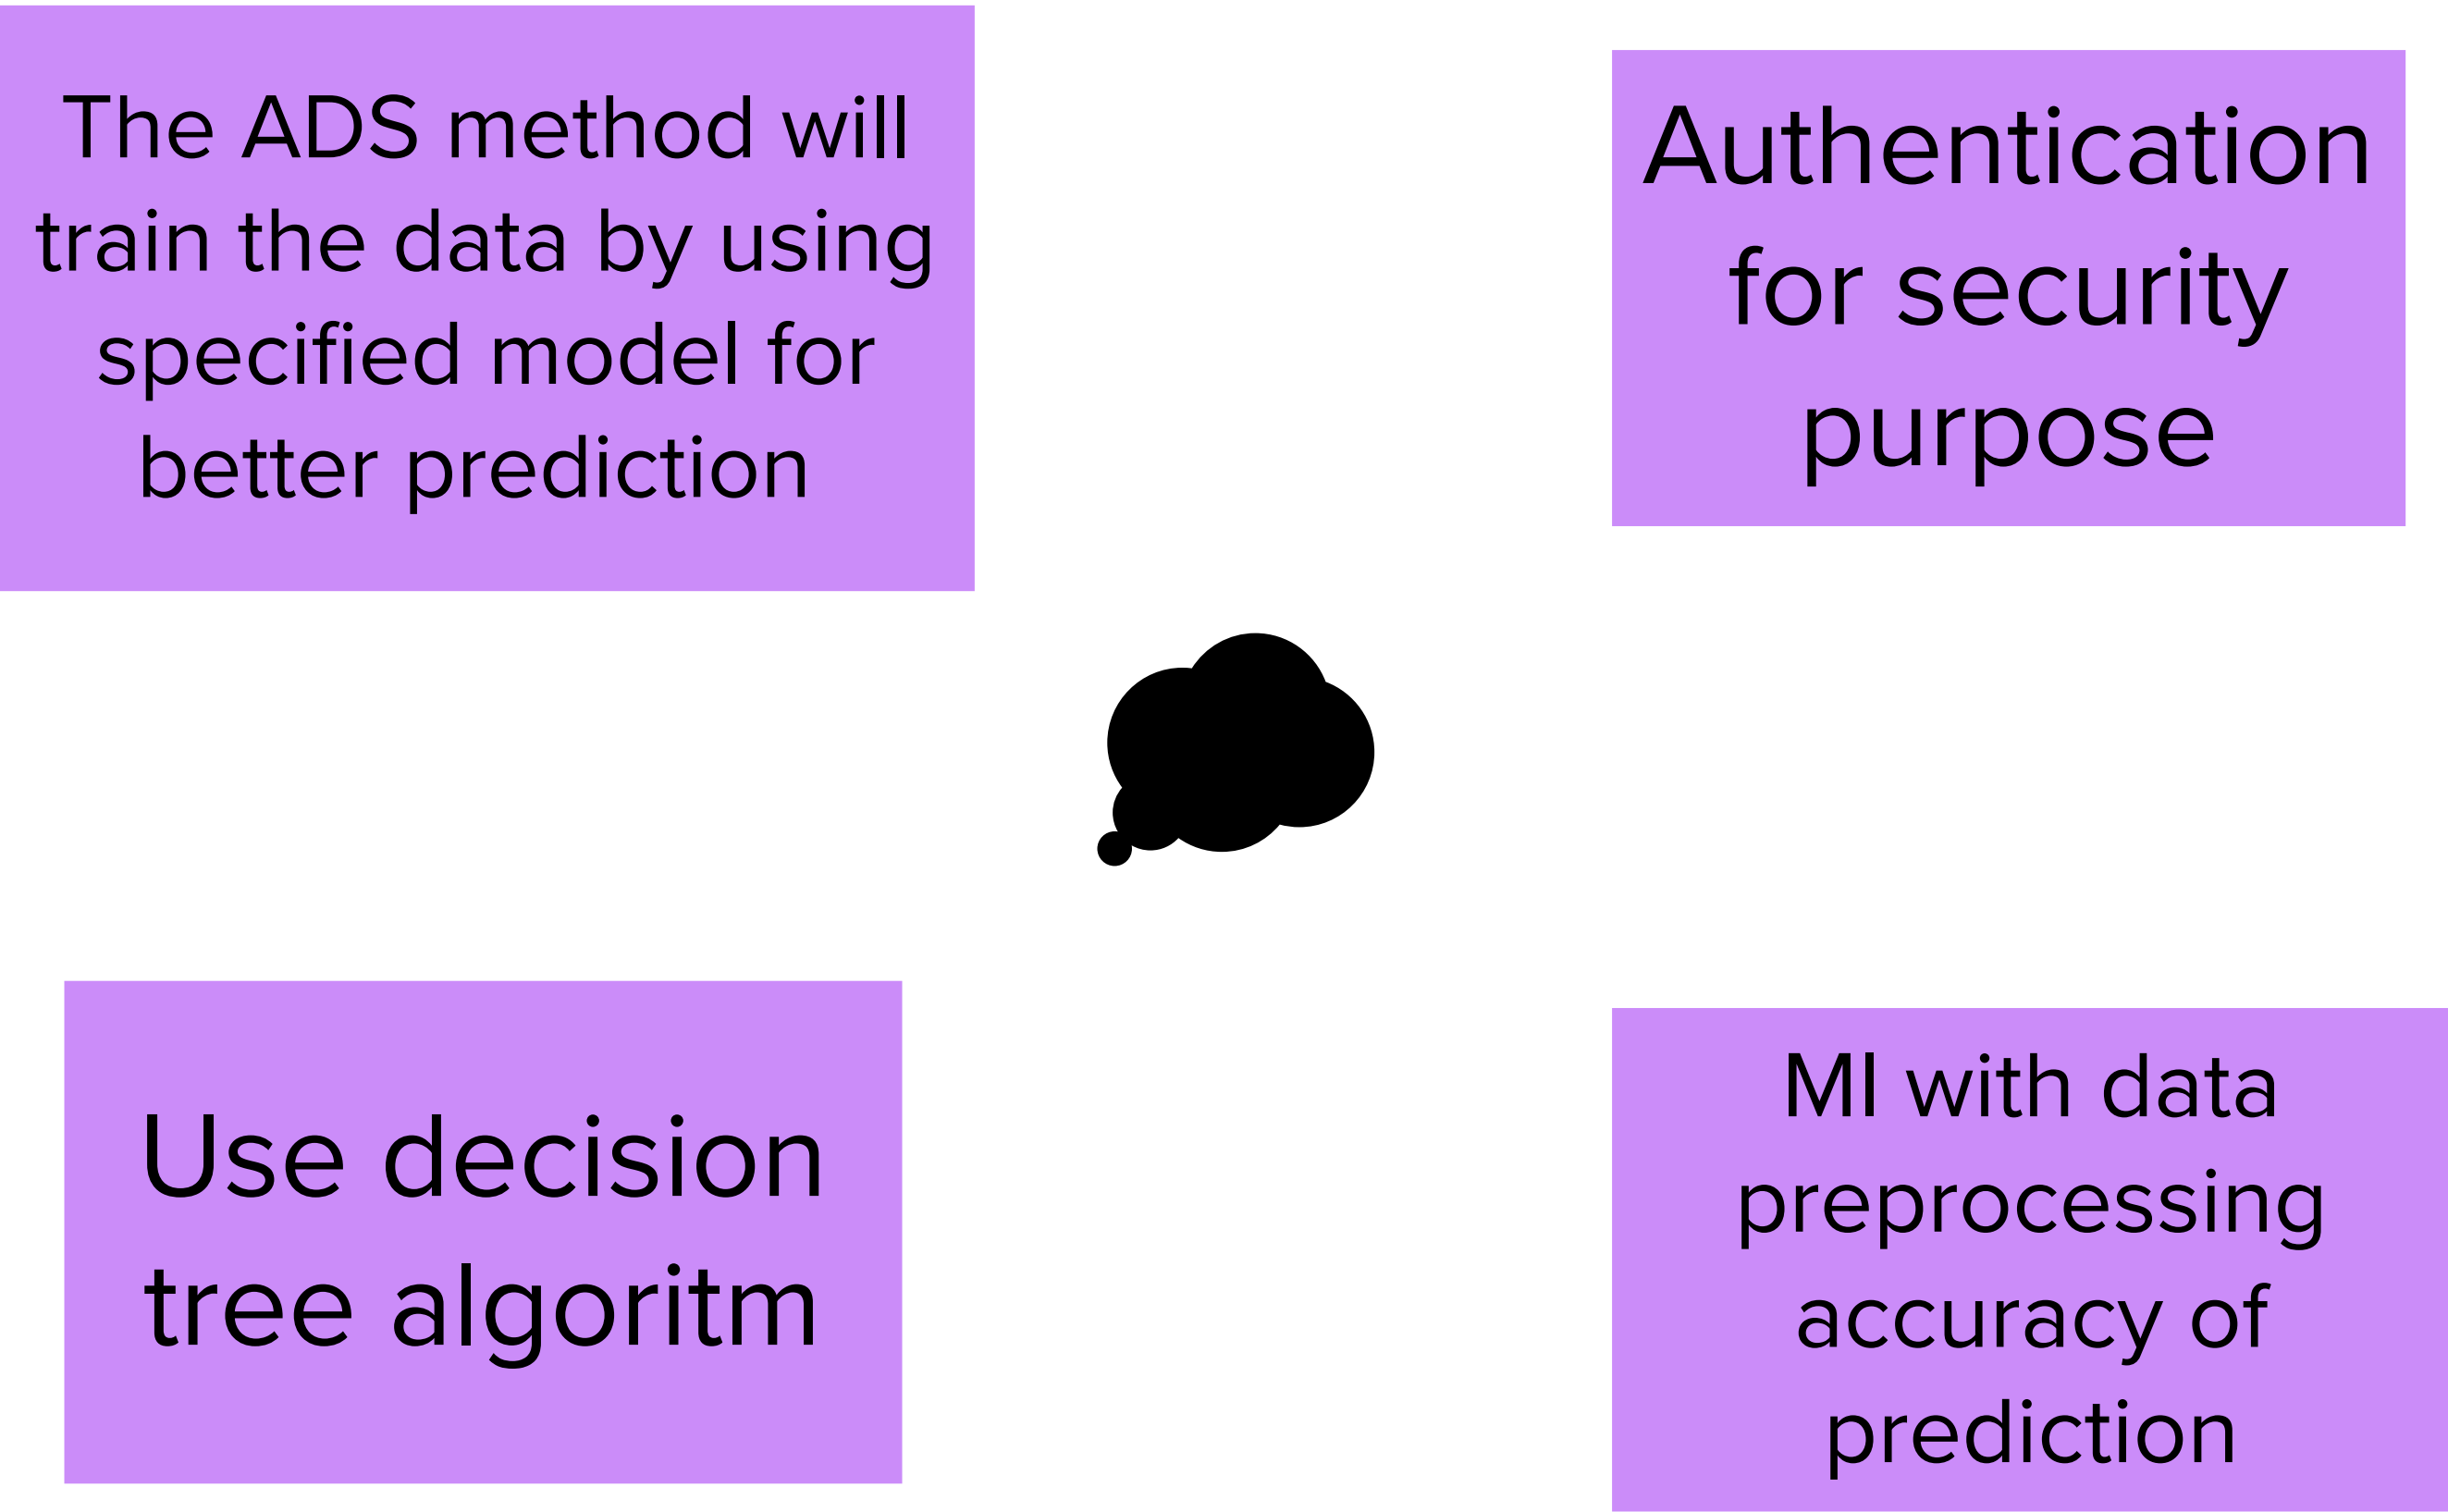 The ADS method will
train the data by using
specified model for
better prediction
Authentication
for security
purpose
Use decision
tree algoritm
Ml with data
preprocessing
accuracy of
prediction